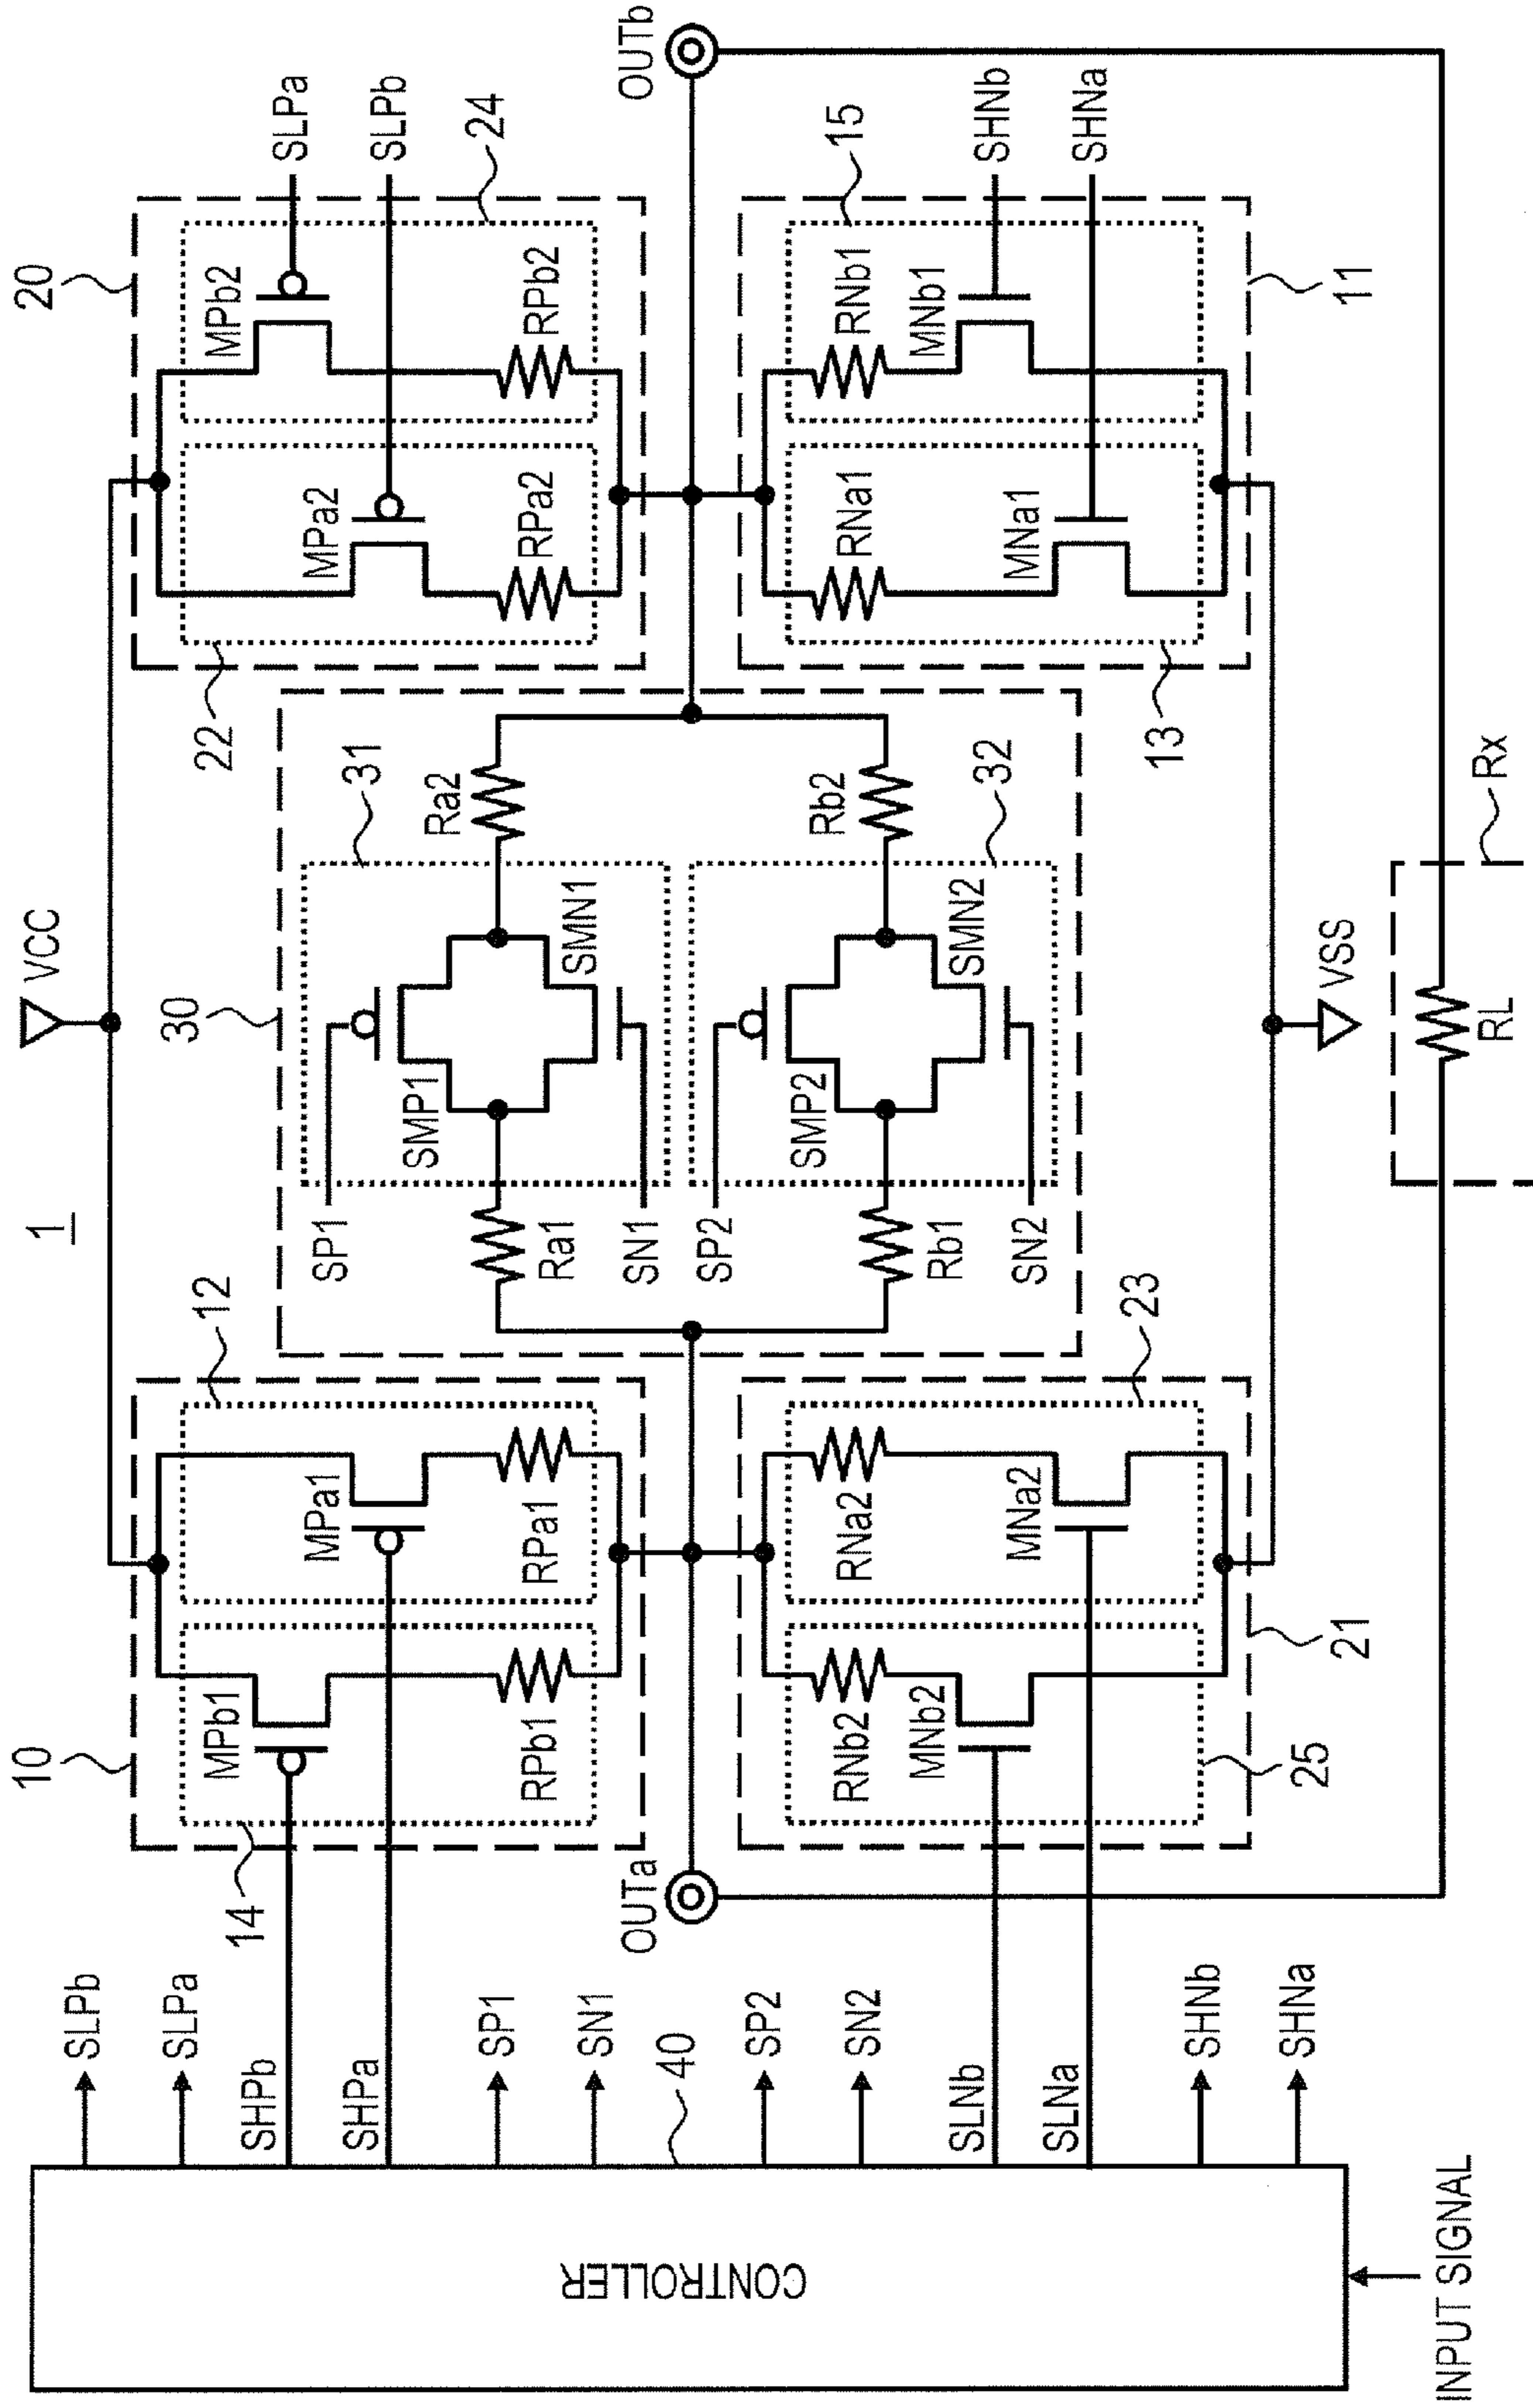 1
VCC
10
20
14
12
22
24
MPb1
MPa1
RPb1
RPa1
MPa2
MPb2
RPa2
RPb2
SLPa
SLPb
30
31
SP1
SMP1
SMN1
SN1
Ra1
Ra2
32
SP2
SMP2
SMN2
SN2
Rb1
Rb2
OUTa
OUTb
SLPb
SLPa
SHPb
SHPa
SP1
SN1
SP2
SN2
SLNb
SLNa
SHNb
SHNa
40
CONTROLLER
INPUT SIGNAL
RNb2
RNa2
MNb2
MNa2
25
23
21
RNa1
RNb1
MNa1
MNb1
15
13
11
SHNb
SHNa
VSS
Rx
RL